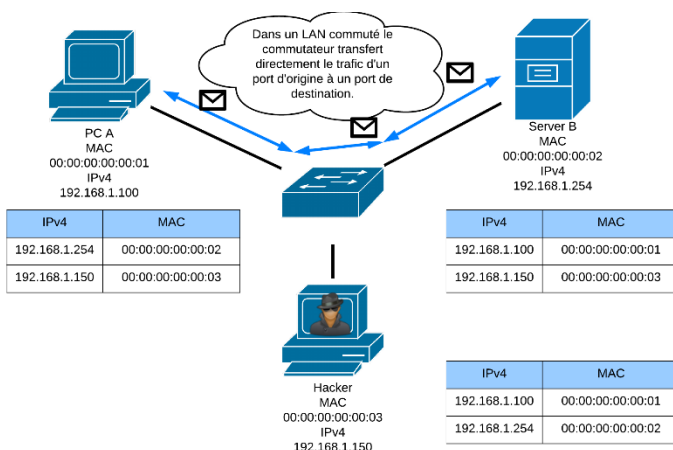 Dans un LAN commuté le
commutateur transfert
directement le trafic d'un
port d'origine à un port de
destination.
PC A
MAC
00:00:00:00:00:01
IPv4
192.168.1.100
Server B
MAC
00:00:00:00:00:02
IPv4
192.168.1.254
IPv4 MAC
192.168.1.254 00:00:00:00:00:02
192.168.1.150 00:00:00:00:00:03
IPv4 MAC
192.168.1.100 00:00:00:00:00:01
192.168.1.150 00:00:00:00:00:03
Hacker
MAC
00:00:00:00:00:03
IPv4
192.168.1.150
IPv4 MAC
192.168.1.100 00:00:00:00:00:01
192.168.1.254 00:00:00:00:00:02